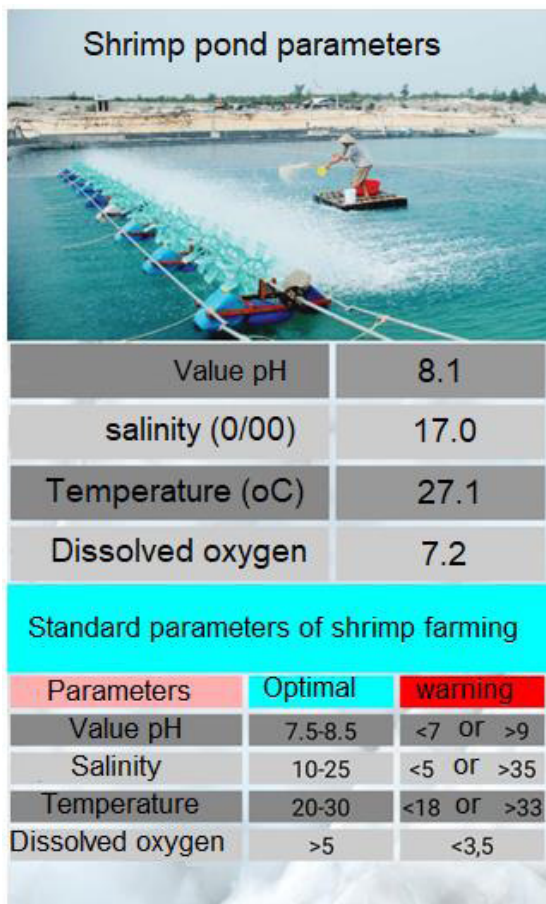 Shrimp pond parameters
Value pH 8.1
salinity (0/00) 17.0
Temperature (oC) 27.1
Dissolved oxygen 7.2
Standard parameters of shrimp farming
Parameters Optimal warning
Value pH 7.5-8.5 <7 or >9
Salinity 10-25 <5 or >35
Temperature 20-30 <18 or >33
Dissolved oxygen >5 <3,5